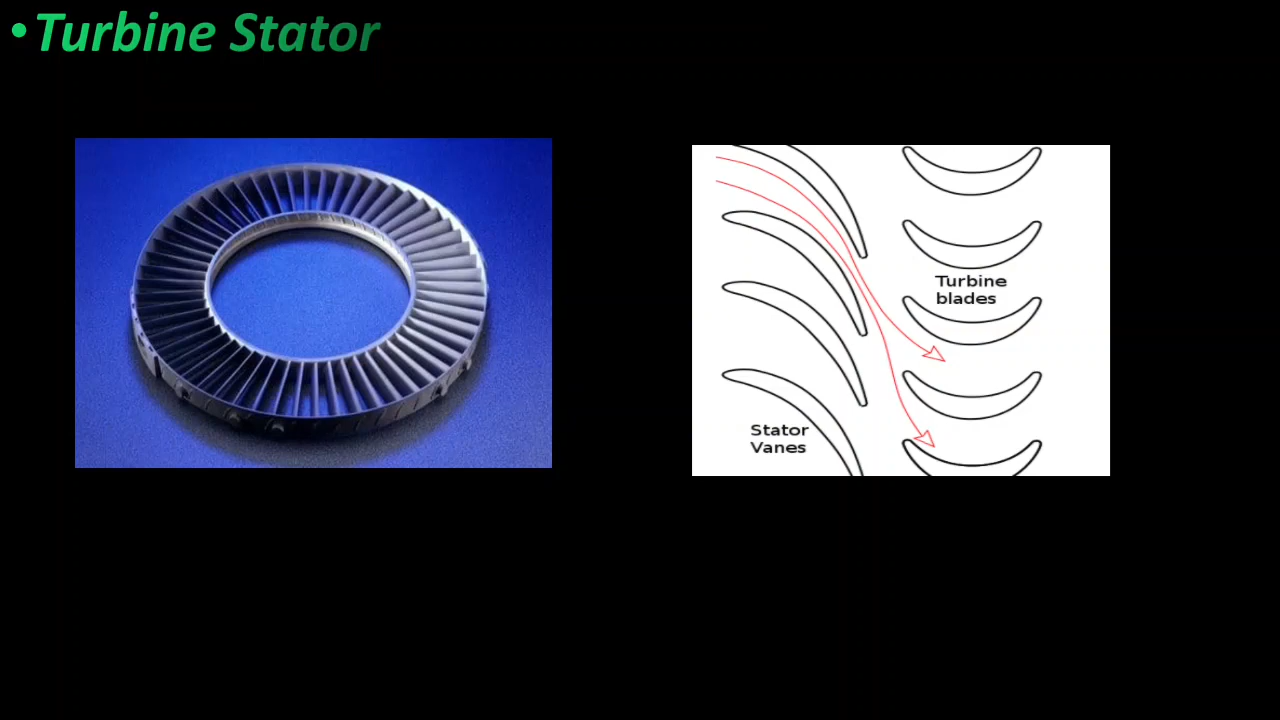 • Turbine Stator
Turbine
blades
Stator
Vanes